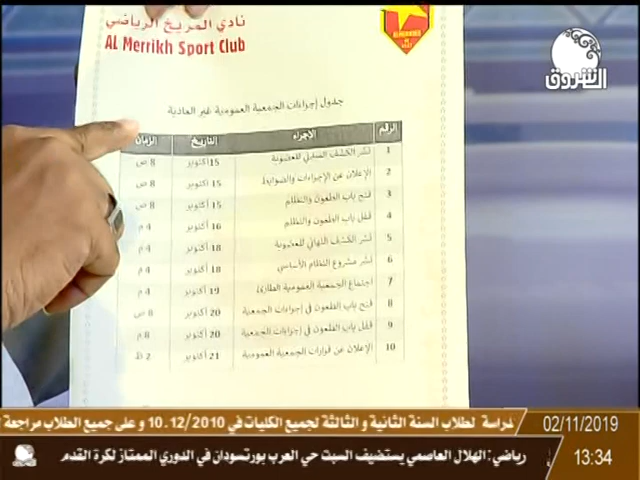 نادي المريخ الرياضي
AL Merrikh Sport Club
الشروق
جدول إجراءات الجمعية العمومية غير العادية
الرقم الإجراء التاريخ الزمان
1 نشر الكشف المبدئي للعضوية 15 أكتوبر 8 ص
2 الإعلان عن الإجراءات والضوابط 15 أكتوبر 8 ص
3 فتح باب الطعون والتظلم 15 أكتوبر 8 ص
4 قفل باب الطعون والتظلم 16 أكتوبر 4 م
5 نشر الكشف النهائي للعضوية 18 أكتوبر 4 م
6 نشر مشروع النظام الأساسي 18 أكتوبر 4 م
7 اجتماع الجمعية العمومية الطارئ 19 أكتوبر 4 م
8 فتح باب الطعون في إجراءات الجمعية 20 أكتوبر 8 ص
9 قفل باب الطعون في إجراءات الجمعية 20 أكتوبر 8 م
10 الإعلان عن قرارات الجمعية العمومية 21 أكتوبر 2 ظ
لدراسة لطلاب السنة الثانية و الثالثة لجميع الكليات في 10.12/2010 و على جميع الطلاب مراجعة
02/11/2019
رياضي: الهلال العاصمي يستضيف السبت حي العرب بورتسودان في الدوري الممتاز لكرة القدم
13:34